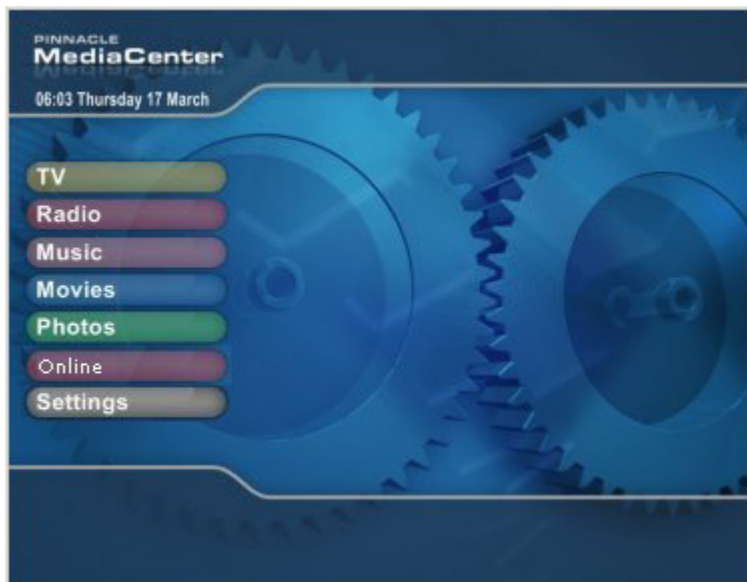 PINNACLE
MediaCenter
06:03 Thursday 17 March
TV
Radio
Music
Movies
Photos
Online
Settings